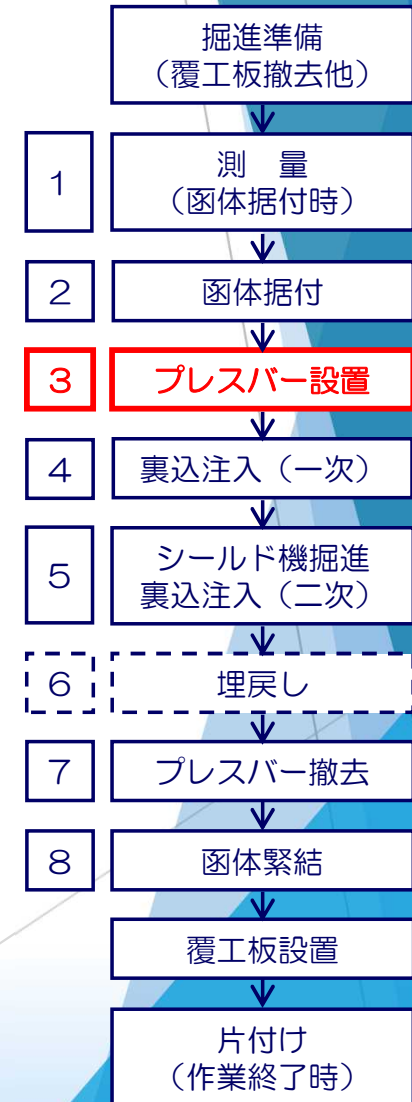 掘進準備
（覆工板撤去他）
1
測　量
（函体据付時）
2
函体据付
3
プレスバー設置
4
裏込注入（一次）
5
シールド機掘進
裏込注入（二次）
6
埋戻し
7
プレスバー撤去
8
函体緊結
覆工板設置
片付け
（作業終了時）